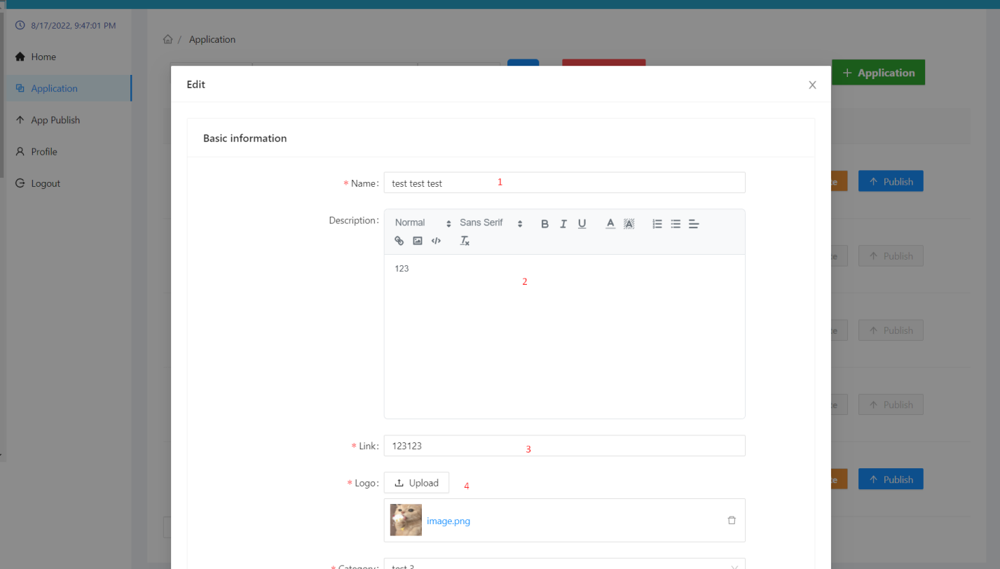 8/17/2022, 9:47:01 PM
Home
Application
App Publish
Profile
Logout
/ Application
+ Application
Edit
Basic information
* Name: test test test 1
Description: Normal Sans Serif B I U A A
</>
123
2
* Link: 123123 3
* Logo: Upload 4
image.png
* Category: test 3
Publish
Publish
Publish
Publish
Publish